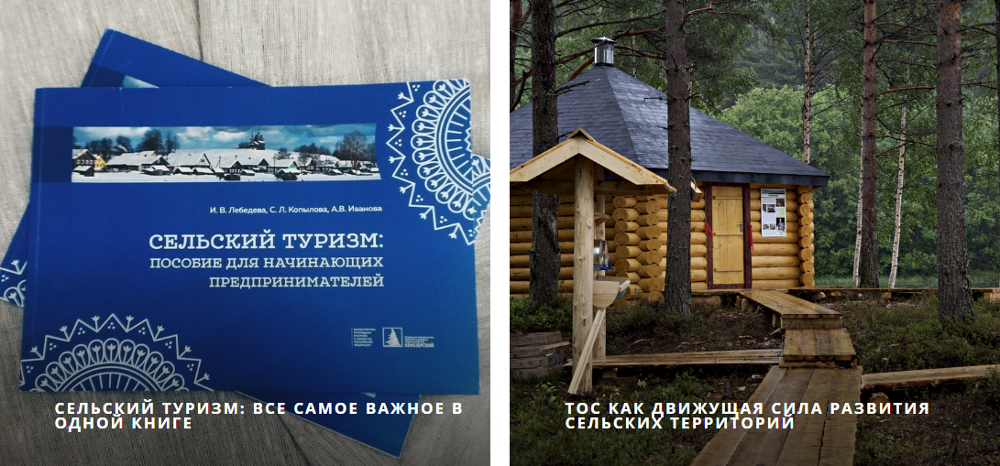 И. В. Лебедева, С. Л. Копылова, А.В. Иванова
СЕЛЬСКИЙ ТУРИЗМ:
ПОСОБИЕ ДЛЯ НАЧИНАЮЩИХ
ПРЕДПРИНИМАТЕЛЕЙ
КЕНОЗЕРСКИЙ
СЕЛЬСКИЙ ТУРИЗМ: ВСЕ САМОЕ ВАЖНОЕ В
ОДНОЙ КНИГЕ
ТОС КАК ДВИЖУЩАЯ СИЛА РАЗВИТИЯ
СЕЛЬСКИХ ТЕРРИТОРИЙ